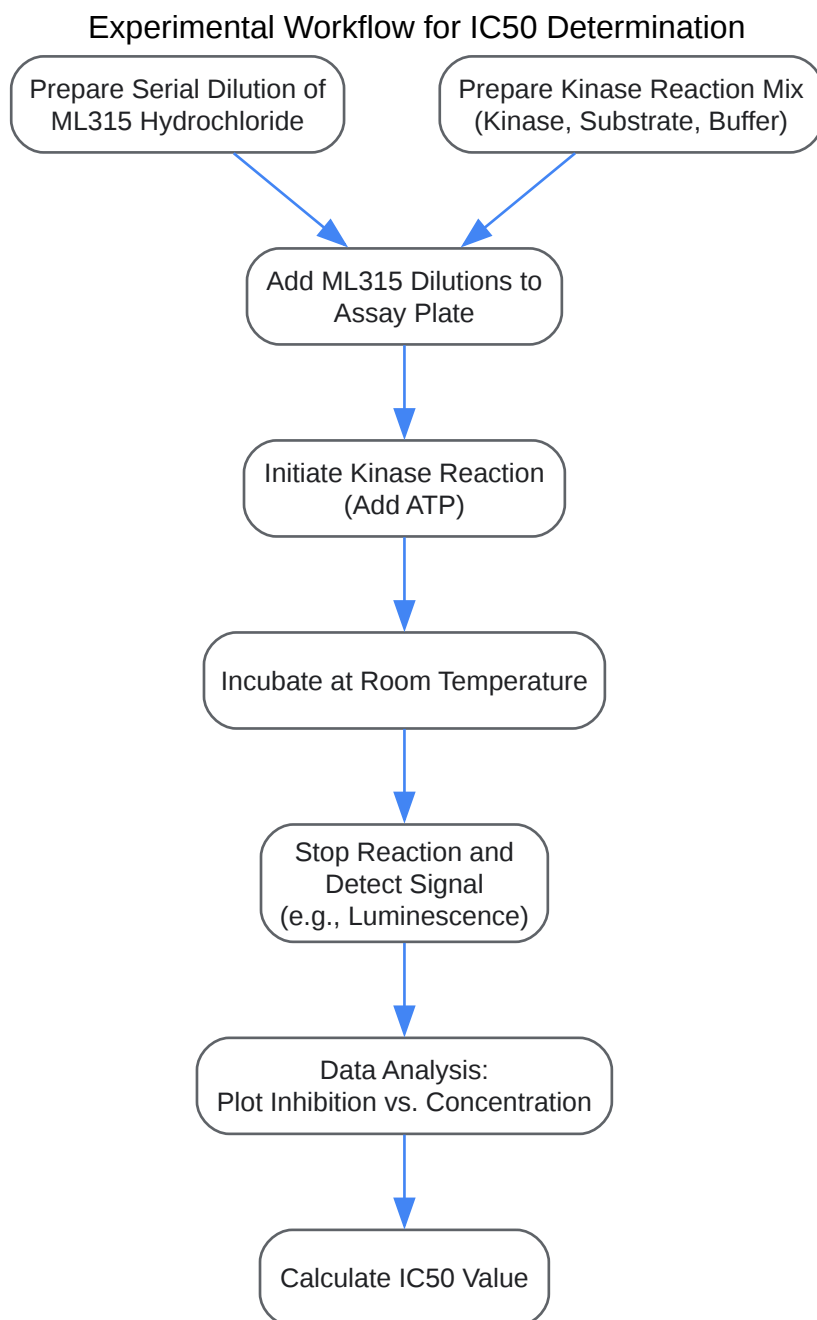 Experimental Workflow for IC50 Determination
Prepare Serial Dilution of
ML315 Hydrochloride
Prepare Kinase Reaction Mix
(Kinase, Substrate, Buffer)
Add ML315 Dilutions to
Assay Plate
Initiate Kinase Reaction
(Add ATP)
Incubate at Room Temperature
Stop Reaction and
Detect Signal
(e.g., Luminescence)
Data Analysis:
Plot Inhibition vs. Concentration
Calculate IC50 Value